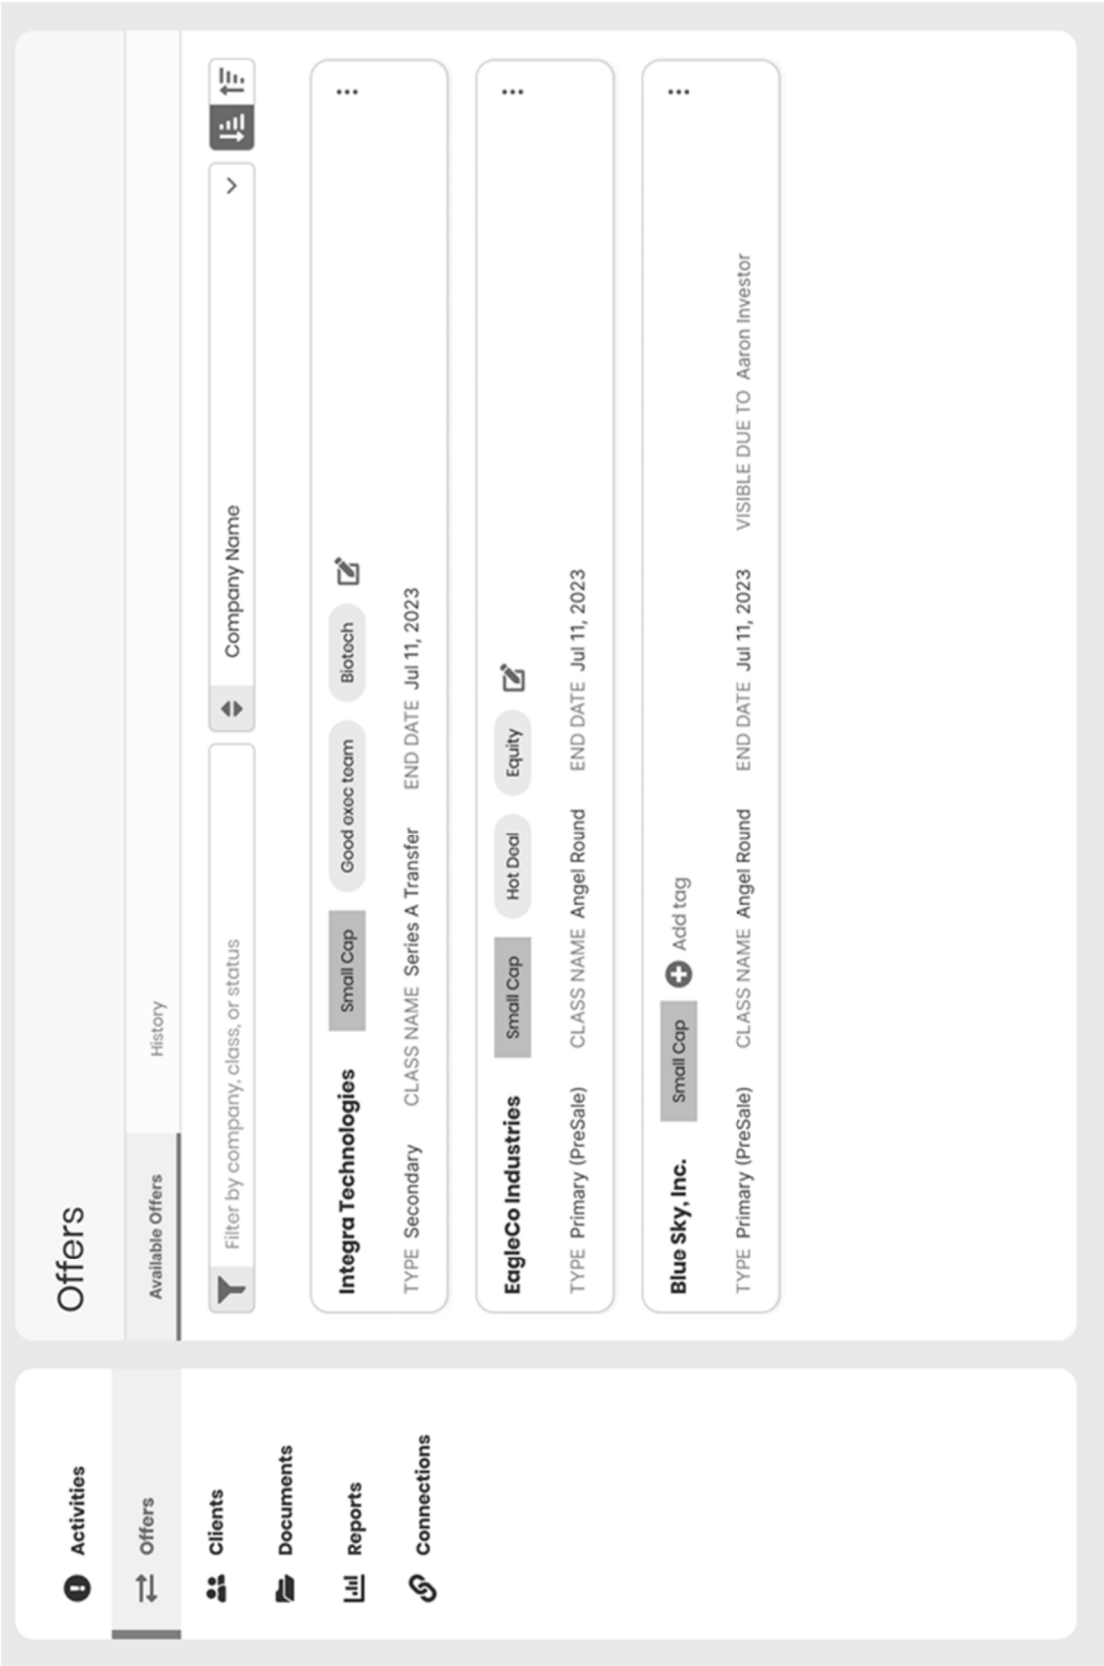 Activities
Offers
Clients
Documents
Reports
Connections
Offers
Available Offers History
Filter by company, class, or status Company Name
Integra Technologies Small Cap Good exec team Biotech
TYPE Secondary CLASS NAME Series A Transfer END DATE Jul 11, 2023
EagleCo Industries Small Cap Hot Deal Equity
TYPE Primary (PreSale) CLASS NAME Angel Round END DATE Jul 11, 2023
Blue Sky, Inc. Small Cap Add tag
TYPE Primary (PreSale) CLASS NAME Angel Round END DATE Jul 11, 2023 VISIBLE DUE TO Aaron Investor